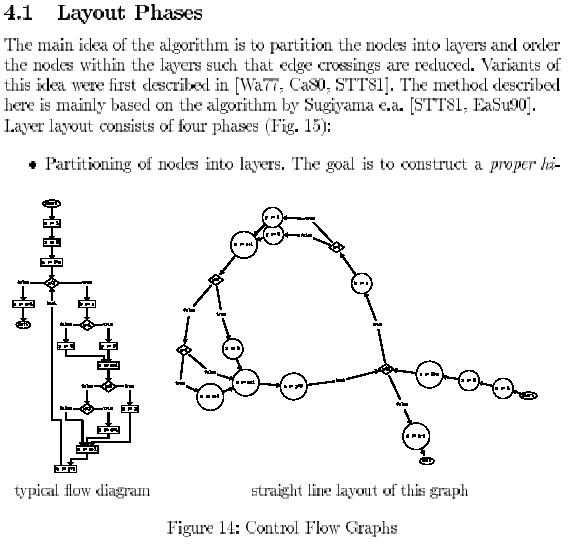 4.1 Layout Phases
The main idea of the algorithm is to partition the nodes into layers and order
the nodes within the layers such that edge crossings are reduced. Variants of
this idea were first described in [Wa77, Ca80, STT81]. The method described
here is mainly based on the algorithm by Sugiyama e.a. [STT81, EaSu90].
Layer layout consists of four phases (Fig. 15):
• Partitioning of nodes into layers. The goal is to construct a proper hi-
typical flow diagram
straight line layout of this graph
Figure 14: Control Flow Graphs